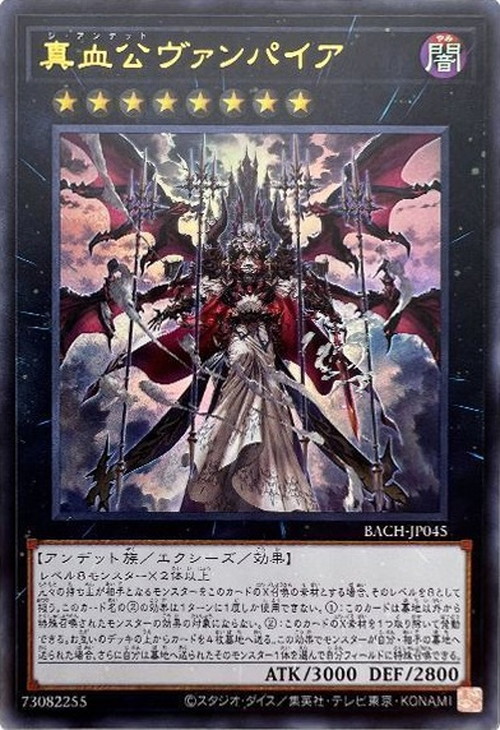 ジ・アンデット
真血公ヴァンパイア
やみ
闇
BACH-JP045
【アンデット族／エクシーズ／効果】
レベル8モンスター×2体以上
元々の持ち主が相手となるモンスターをこのカードのX召喚の素材とする場合、そのレベルを8として
扱う。このカード名の②の効果は1ターンに1度しか使用できない。①：このカードは墓地以外から
特殊召喚されたモンスターの効果の対象にならない。②：このカードのX素材を1つ取り除いて発動
できる。お互いのデッキの上からカードを4枚墓地へ送る。この効果でモンスターが自分・相手の墓地へ
送られた場合、さらに自分は墓地へ送られたそのモンスター1体を選んで自分フィールドに特殊召喚できる。
ATK/3000 DEF/2800
73082255
©スタジオ・ダイス／集英社・テレビ東京・KONAMI